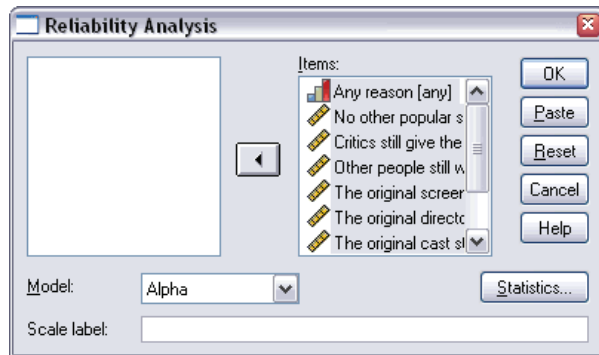 Reliability Analysis
Items:
Any reason [any]
No other popular s
Critics still give the
Other people still w
The original screer
The original directo
The original cast sl
OK
Paste
Reset
Cancel
Help
Model:
Alpha
Statistics...
Scale label: